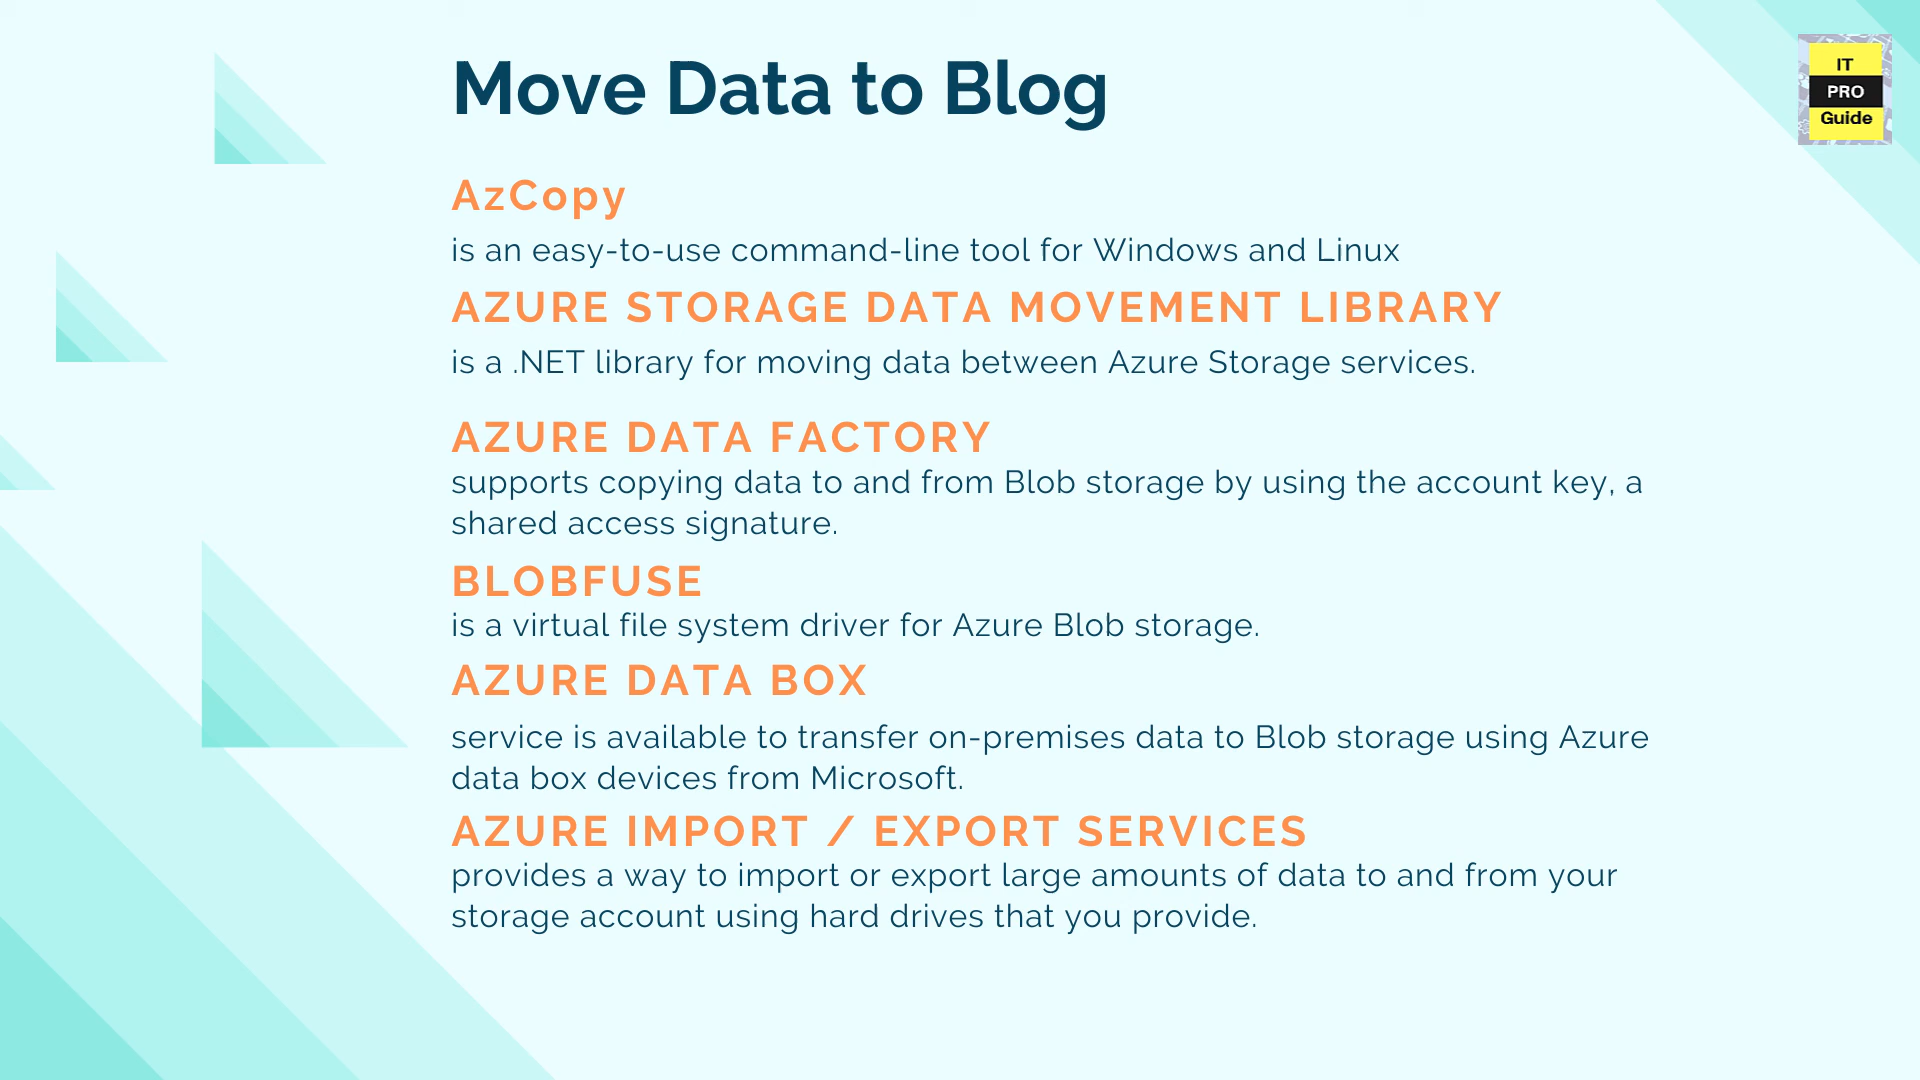 Move Data to Blog
IT
PRO
Guide
AzCopy
is an easy-to-use command-line tool for Windows and Linux
AZURE STORAGE DATA MOVEMENT LIBRARY
is a .NET library for moving data between Azure Storage services.
AZURE DATA FACTORY
supports copying data to and from Blob storage by using the account key, a
shared access signature.
BLOBFUSE
is a virtual file system driver for Azure Blob storage.
AZURE DATA BOX
service is available to transfer on-premises data to Blob storage using Azure
data box devices from Microsoft.
AZURE IMPORT / EXPORT SERVICES
provides a way to import or export large amounts of data to and from your
storage account using hard drives that you provide.